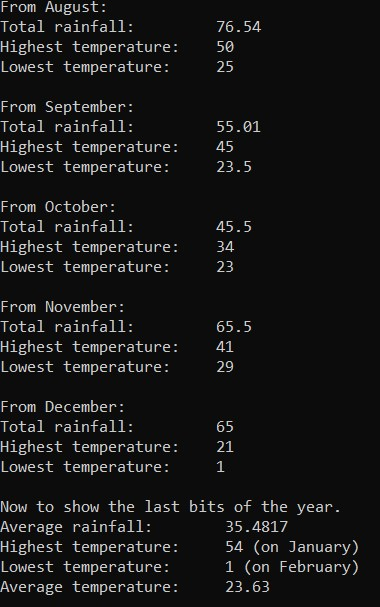 From August:
Total rainfall: 76.54
Highest temperature: 50
Lowest temperature: 25
From September:
Total rainfall: 55.01
Highest temperature: 45
Lowest temperature: 23.5
From October:
Total rainfall: 45.5
Highest temperature: 34
Lowest temperature: 23
From November:
Total rainfall: 65.5
Highest temperature: 41
Lowest temperature: 29
From December:
Total rainfall: 65
Highest temperature: 21
Lowest temperature: 1
Now to show the last bits of the year.
Average rainfall: 35.4817
Highest temperature: 54 (on January)
Lowest temperature: 1 (on February)
Average temperature: 23.63